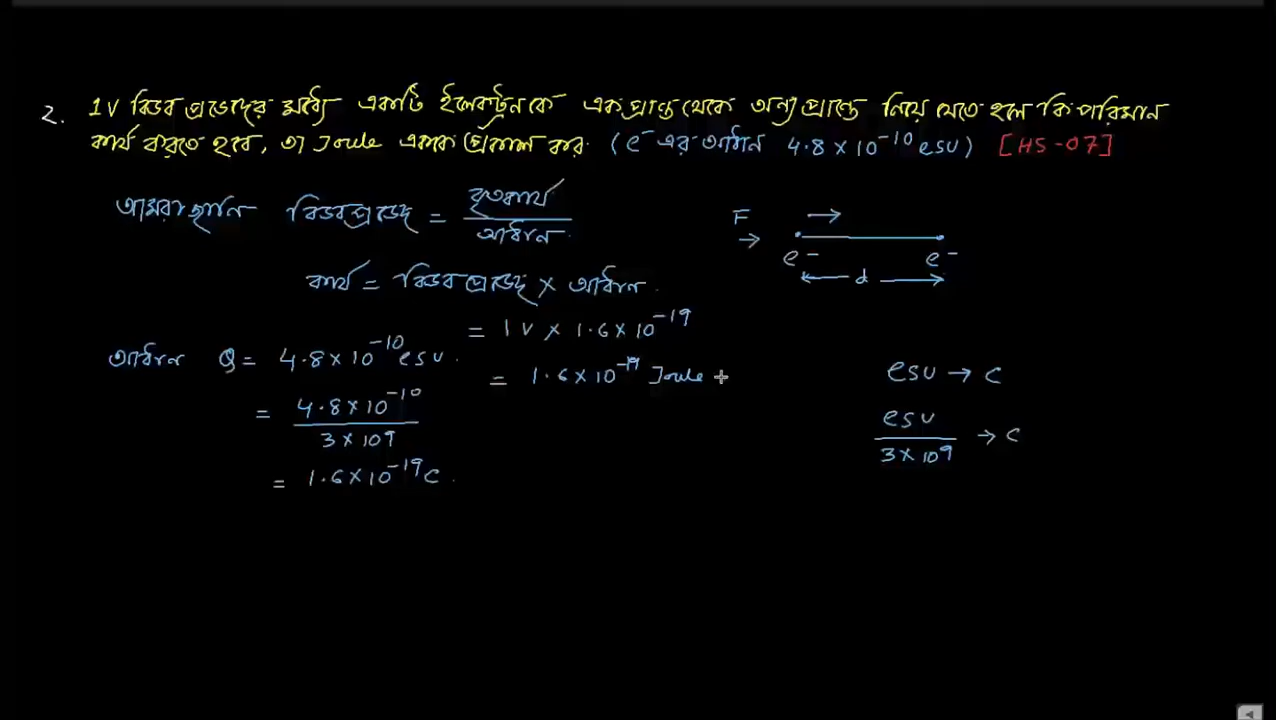 2. 1V বিভব প্রভেদের মধ্যে একটি ইলেকট্রনকে এক প্রান্ত থেকে অন্য প্রান্তে নিয়ে যেতে হলে কি পরিমান
কার্য করতে হবে, তা Joule এককে প্রকাশ কর (e⁻ এর আধান 4.8 × 10⁻¹⁰ esu) [HS-07]
আমরা জানি বিভবপ্রভেদ = কৃতকার্য / আধান
F →
e⁻ e⁻
d
কার্য = বিভব প্রভেদ × আধান
= 1 V × 1.6 × 10⁻¹⁹
= 1.6 × 10⁻¹⁹ Joule
আধান Q = 4.8 × 10⁻¹⁰ esu
= 4.8 × 10⁻¹⁰ / 3 × 10⁹
= 1.6 × 10⁻¹⁹ C
esu → C
esu / 3 × 10⁹ → C